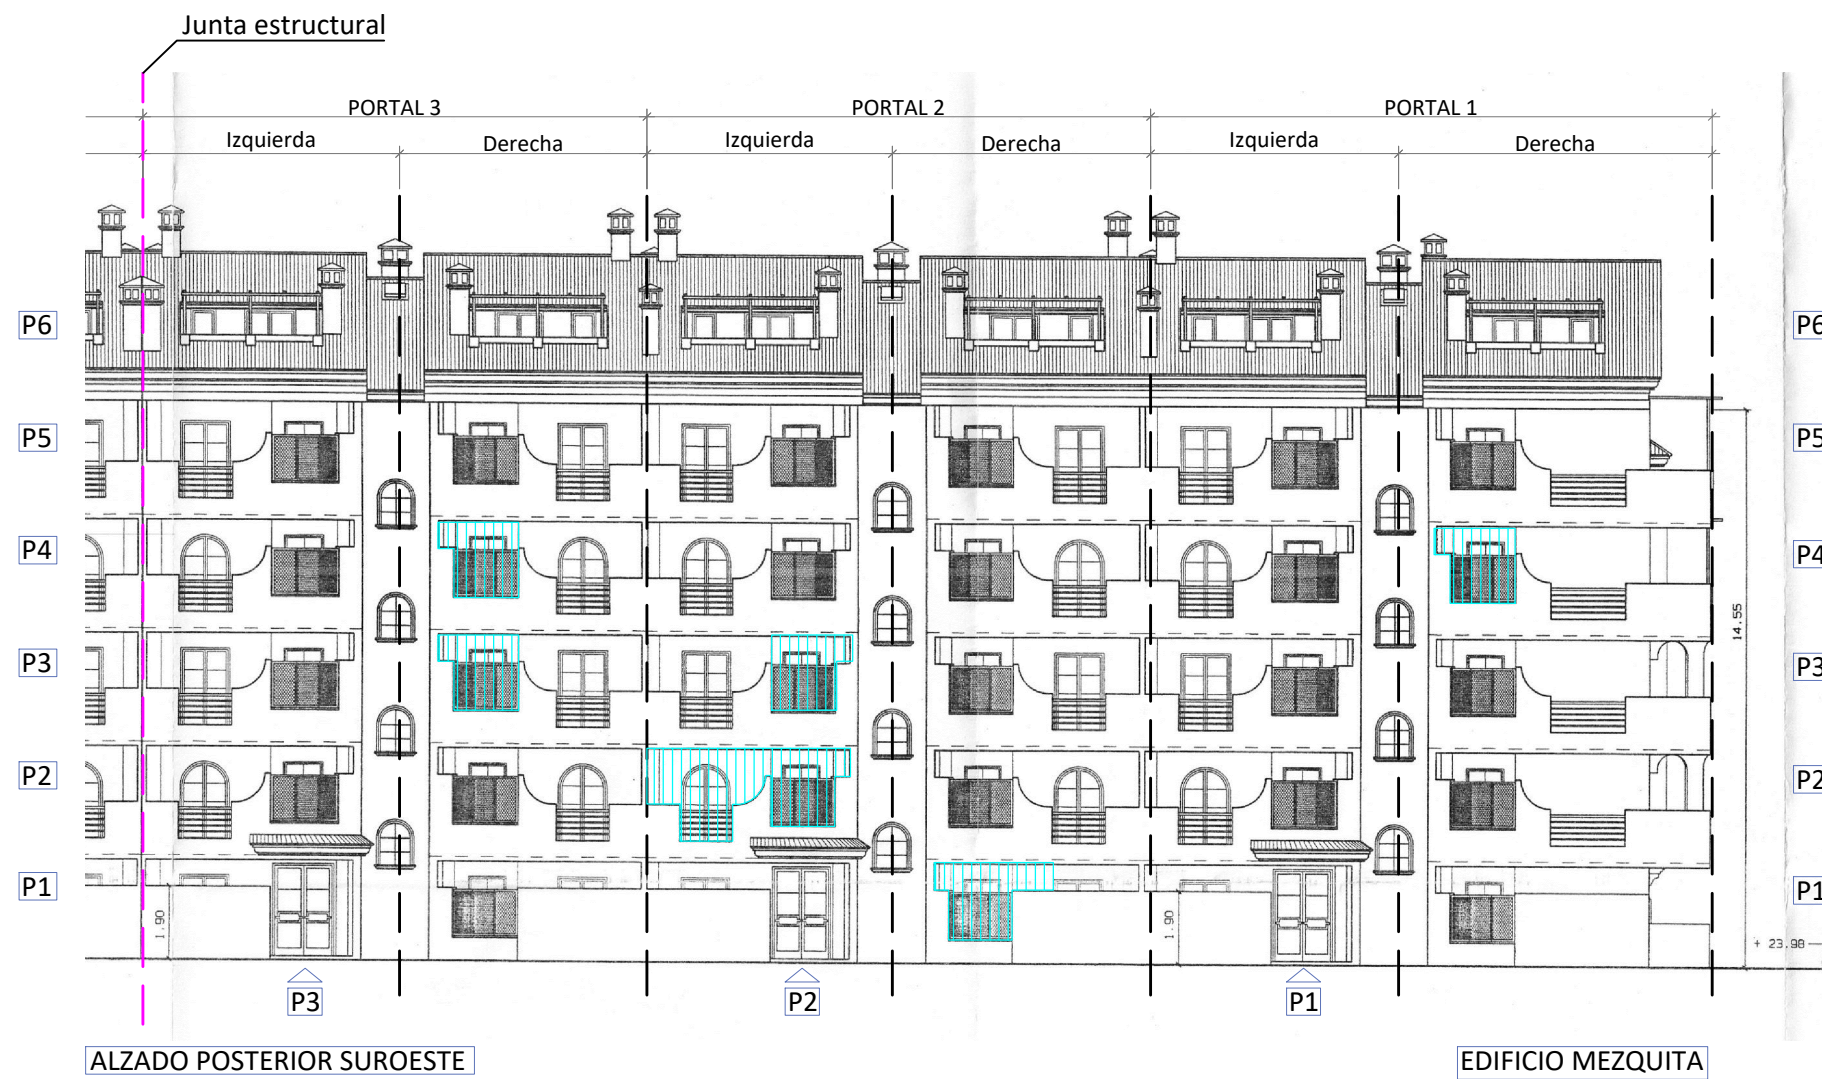 Junta estructural
PORTAL 3 PORTAL 2 PORTAL 1
Izquierda Derecha Izquierda Derecha Izquierda Derecha
P6 P6
P5 P5
P4 P4
14.55
P3 P3
P2 P2
P1 P1
1.90 1.90
+ 23.98
P3 P2 P1
ALZADO POSTERIOR SUROESTE EDIFICIO MEZQUITA